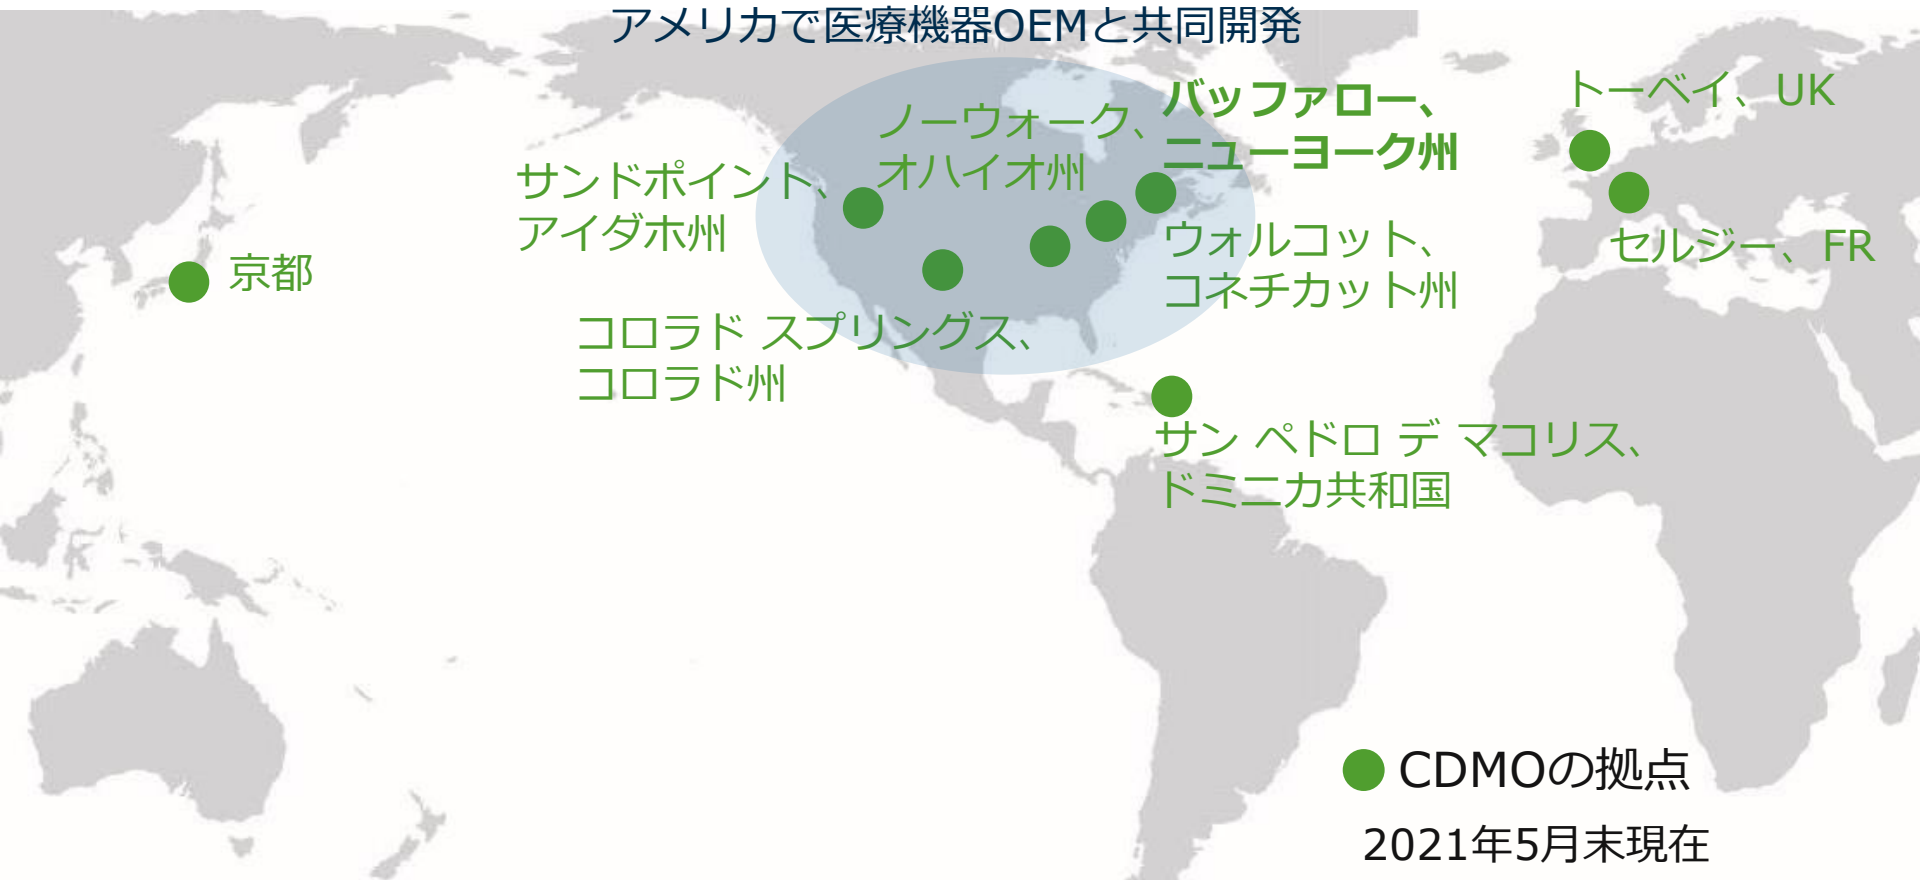 アメリカで医療機器OEMと共同開発
トーベイ、UK
バッファロー、
ニューヨーク州
ノーウォーク、
オハイオ州
サンドポイント、
アイダホ州
京都
ウォルコット、
コネチカット州
セルジー、FR
コロラド スプリングス、
コロラド州
サン ペドロ デ マコリス、
ドミニカ共和国
CDMOの拠点
2021年5月末現在